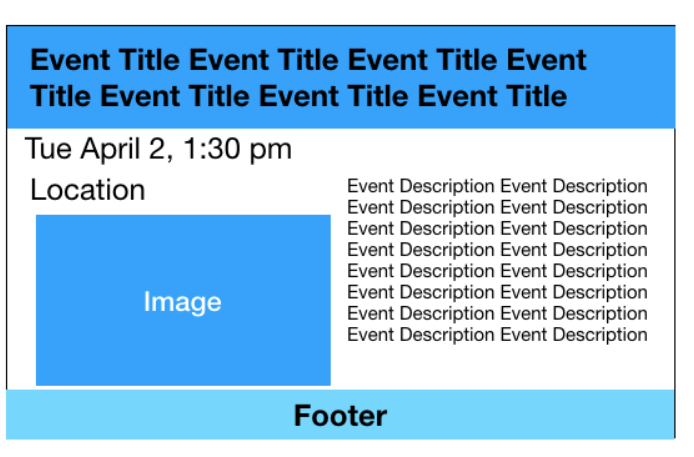 Event Title Event Title Event Title Event
Title Event Title Event Title Event Title
Tue April 2, 1:30 pm
Location
Image
Event Description Event Description
Event Description Event Description
Event Description Event Description
Event Description Event Description
Event Description Event Description
Event Description Event Description
Event Description Event Description
Event Description Event Description
Footer